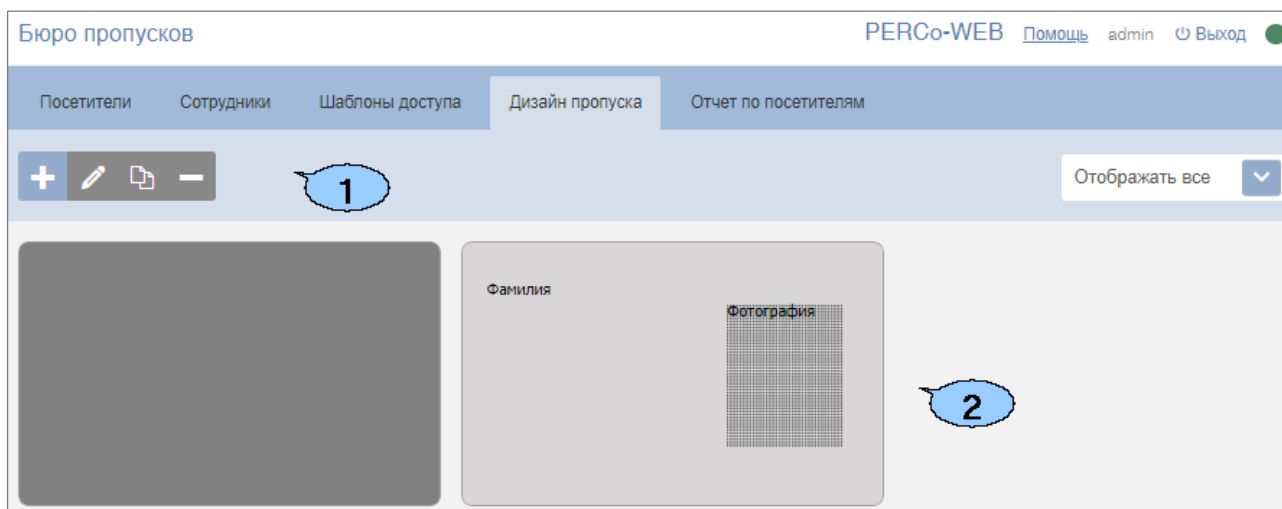 Бюро пропусков PERCo-WEB Помощь admin Выход
Посетители Сотрудники Шаблоны доступа Дизайн пропуска Отчет по посетителям
1
Отображать все
Фамилия
Фотография
2